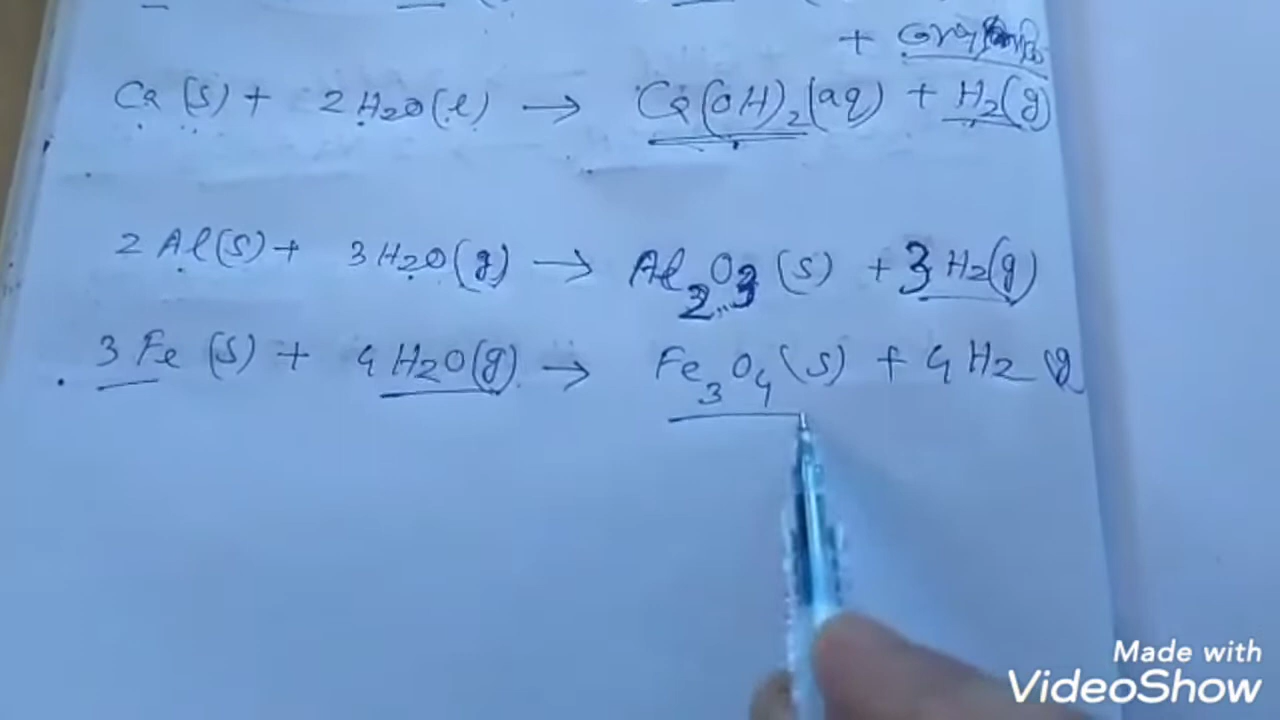 +
Ca (s) + 2H2O(l) → Ca(OH)2(aq) + H2(g)
2Al(s) + 3H2O(g) → Al2O3 (s) + 3H2(g)
3Fe (s) + 4H2O(g) → Fe3O4 (s) + 4H2 g
Made with
VideoShow